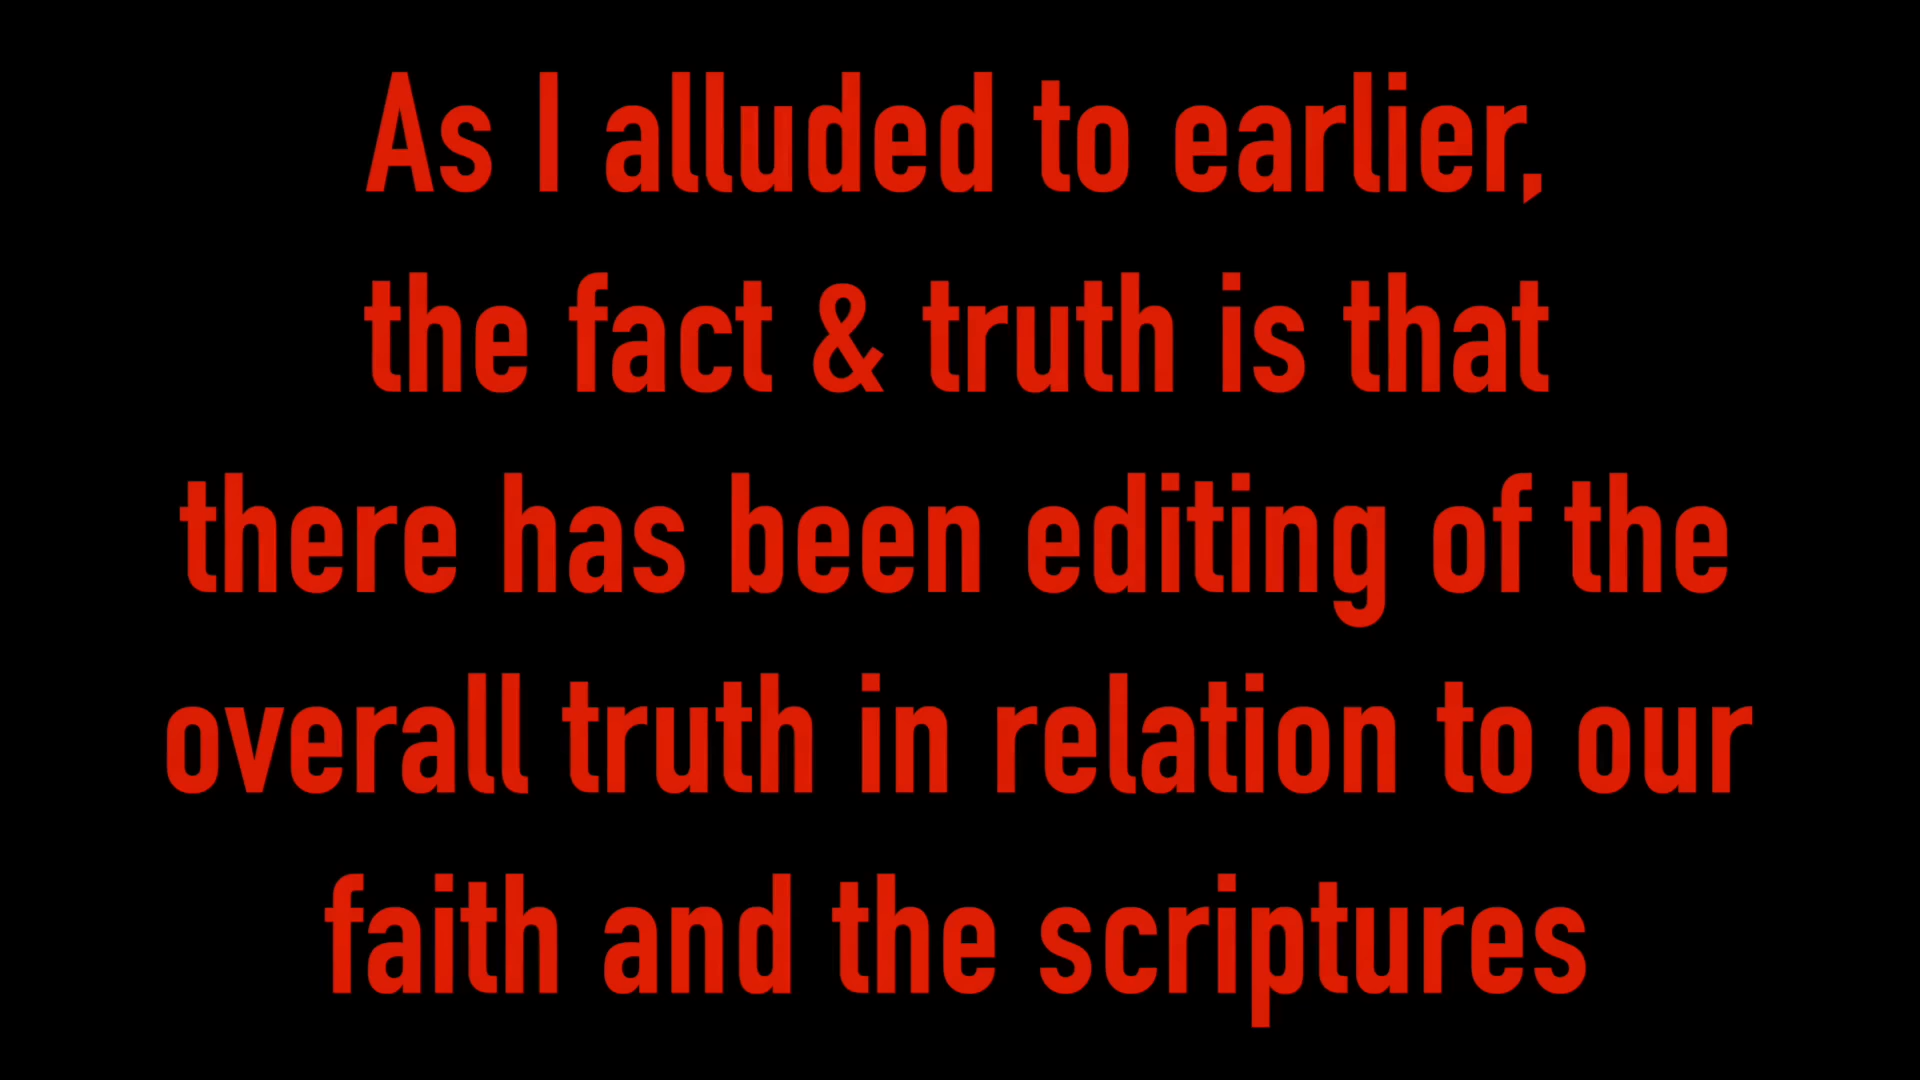 As I alluded to earlier,
the fact & truth is that
there has been editing of the
overall truth in relation to our
faith and the scriptures